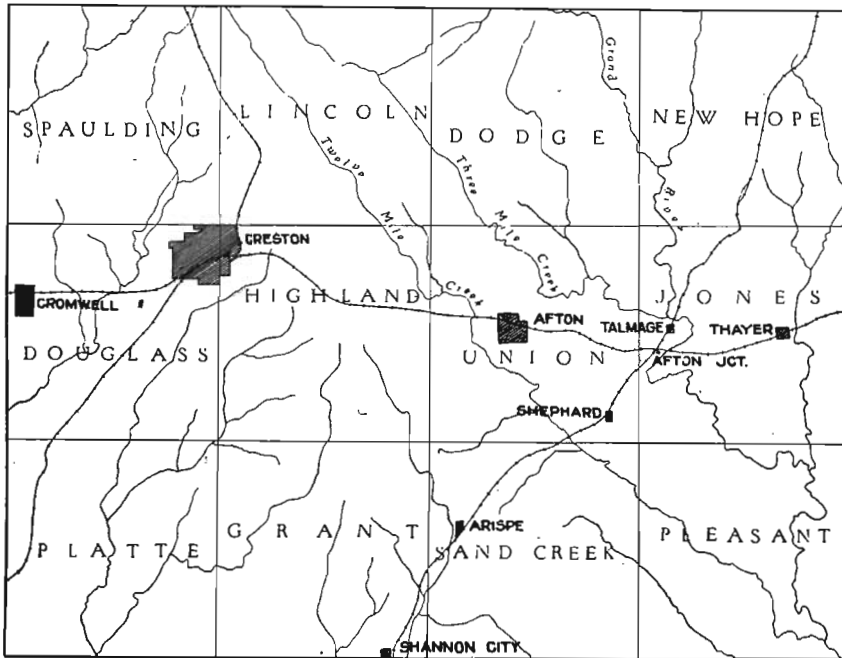 SPAULDING
LINCOLN
DODGE
NEW HOPE
Grand
River
Twelve
Mile
Creek
Three
Mile
Creek
CRESTON
CROMWELL
HIGHLAND
JONES
AFTON
TALMAGE
THAYER
DOUGLASS
UNION
AFTON JCT.
SHEPHARD
PLATTE
GRANT
ARISPE
SAND CREEK
PLEASANT
SHANNON CITY